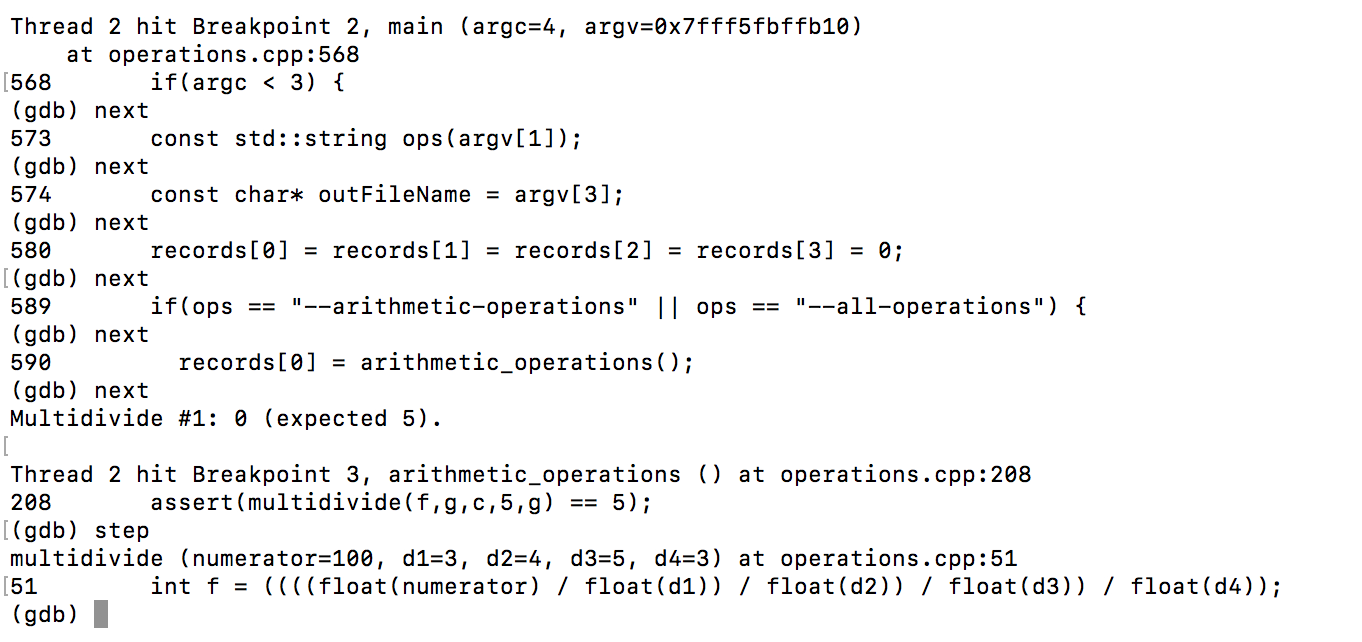 Thread 2 hit Breakpoint 2, main (argc=4, argv=0x7fff5fbffb10)
    at operations.cpp:568
[568       if(argc < 3) {
(gdb) next
573       const std::string ops(argv[1]);
(gdb) next
574       const char* outFileName = argv[3];
(gdb) next
580       records[0] = records[1] = records[2] = records[3] = 0;
[(gdb) next
589       if(ops == "--arithmetic-operations" || ops == "--all-operations") {
(gdb) next
590         records[0] = arithmetic_operations();
(gdb) next
Multidivide #1: 0 (expected 5).
[
Thread 2 hit Breakpoint 3, arithmetic_operations () at operations.cpp:208
208       assert(multidivide(f,g,c,5,g) == 5);
[(gdb) step
multidivide (numerator=100, d1=3, d2=4, d3=5, d4=3) at operations.cpp:51
[51        int f = ((((float(numerator) / float(d1)) / float(d2)) / float(d3)) / float(d4));
(gdb)